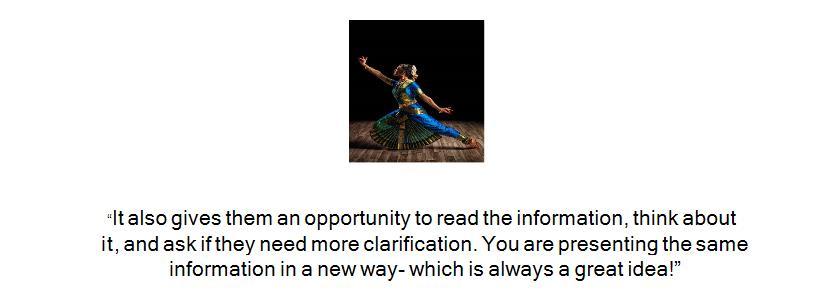 “It also gives them an opportunity to read the information, think about
it, and ask if they need more clarification. You are presenting the same
information in a new way- which is always a great idea!”